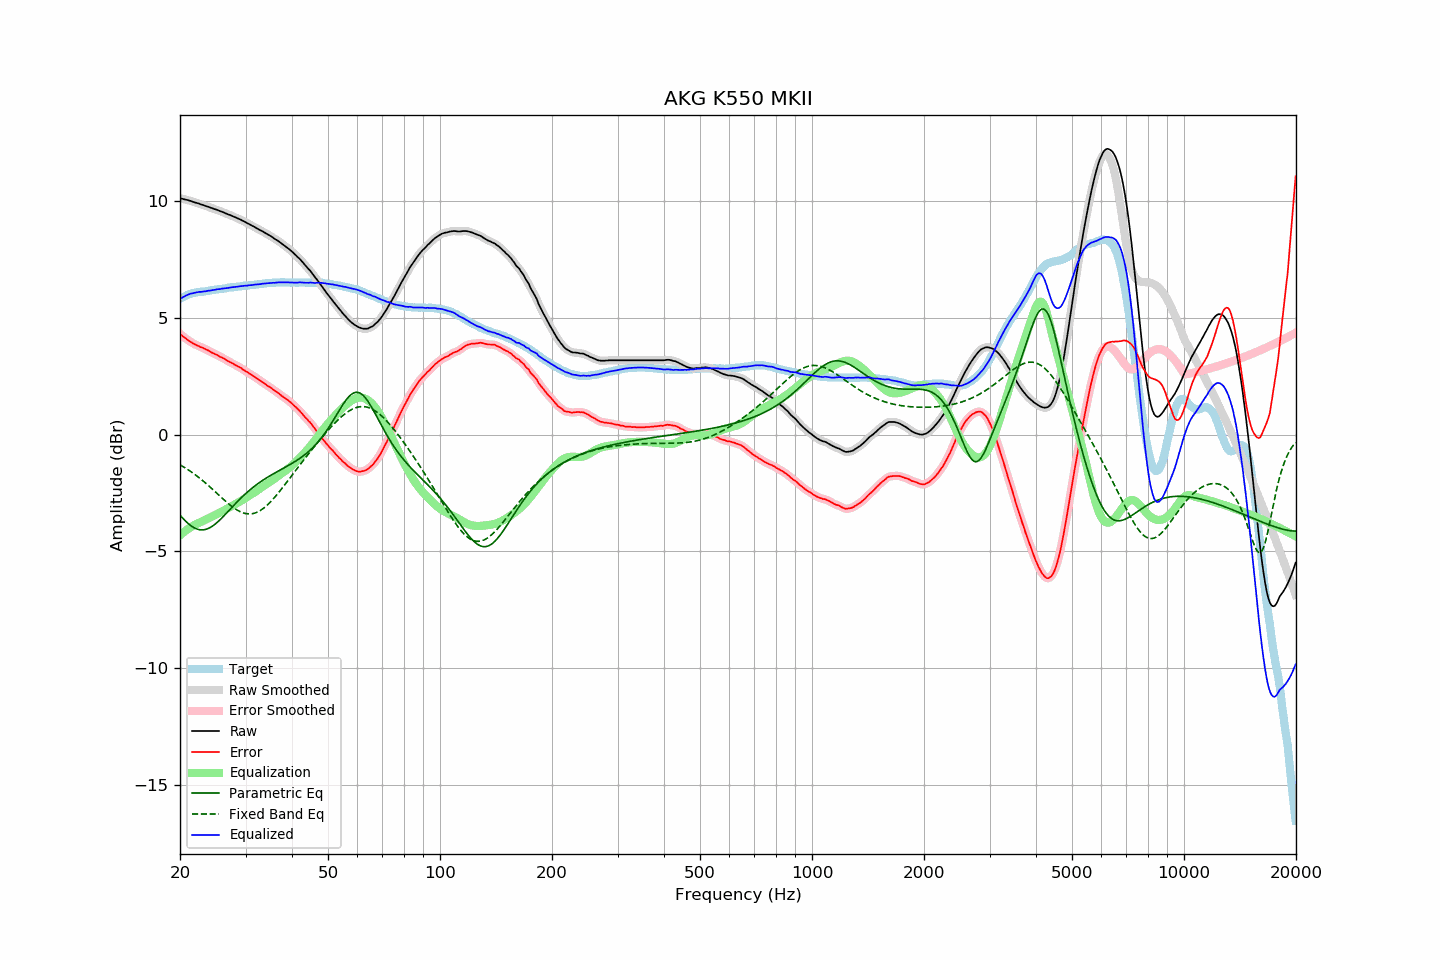 AKG K550 MKII
Amplitude (dBr)
10
5
0
−5
−10
−15
Target
Raw Smoothed
Error Smoothed
Raw
Error
Equalization
Parametric Eq
Fixed Band Eq
Equalized
20 50 100 200 500 1000 2000 5000 10000 20000
Frequency (Hz)